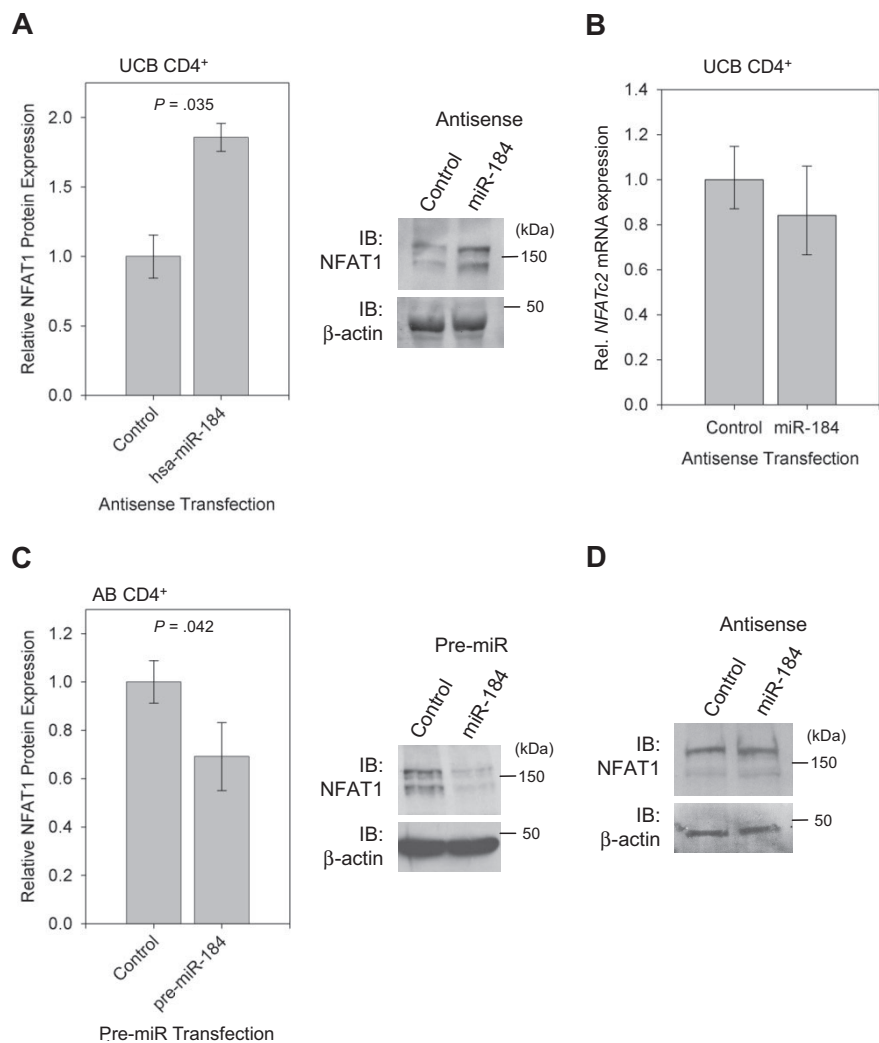 A
UCB CD4+
P = .035
Relative NFAT1 Protein Expression
2.0
1.5
1.0
0.5
0.0
Control
hsa-miR-184
Antisense Transfection
Antisense
Control
miR-184
(kDa)
IB:
NFAT1
150
50
IB:
β-actin
B
UCB CD4+
Rel. NFATc2 mRNA expression
1.4
1.2
1.0
0.8
0.6
0.4
0.2
0.0
Control miR-184
Antisense Transfection
C
AB CD4+
P = .042
Relative NFAT1 Protein Expression
1.2
1.0
0.8
0.6
0.4
0.2
0.0
Control
pre-miR-184
Pre-miR Transfection
Pre-miR
Control
miR-184
(kDa)
IB:
NFAT1
150
50
IB:
β-actin
D
Antisense
Control
miR-184
(kDa)
IB:
NFAT1
150
50
IB:
β-actin